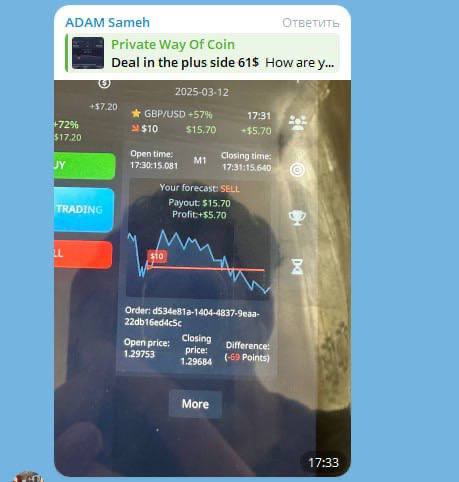 ADAM Sameh
Ответить
Private Way Of Coin
Deal in the plus side 61$ How are y...
2025-03-12
+$7.20
GBP/USD +57% 17:31
$10 $15.70 +$5.70
+72%
$17.20
Open time:
17:30:15.081
M1
Closing time:
17:31:15.640
UY
Your forecast: SELL
Payout: $15.70
Profit:+$5.70
TRADING
$10
LL
Order: d534e81a-1404-4837-9eaa-
22db16ed4c5c
Open price:
1.29753
Closing
price:
1.29684
Difference:
(-69 Points)
More
17:33